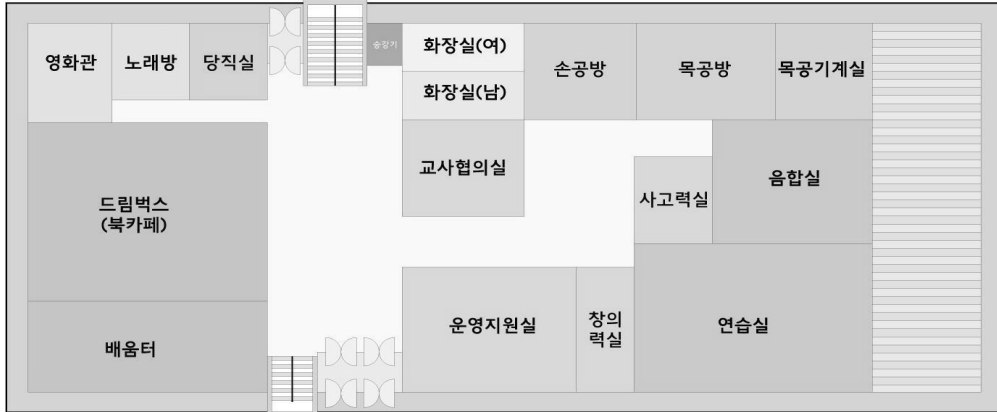 영화관
노래방
당직실
승강기
화장실(여)
화장실(남)
손공방
목공방
목공기계실
교사협의실
사고력실
음합실
드림벅스
(북카페)
배움터
운영지원실
창의
력실
연습실